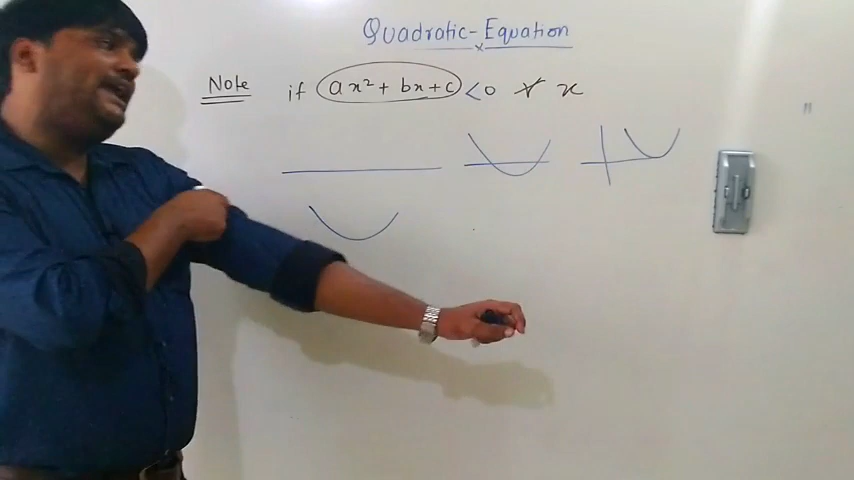 Quadratic-Equation
Note if ax² + bx + c < 0 ∀ x